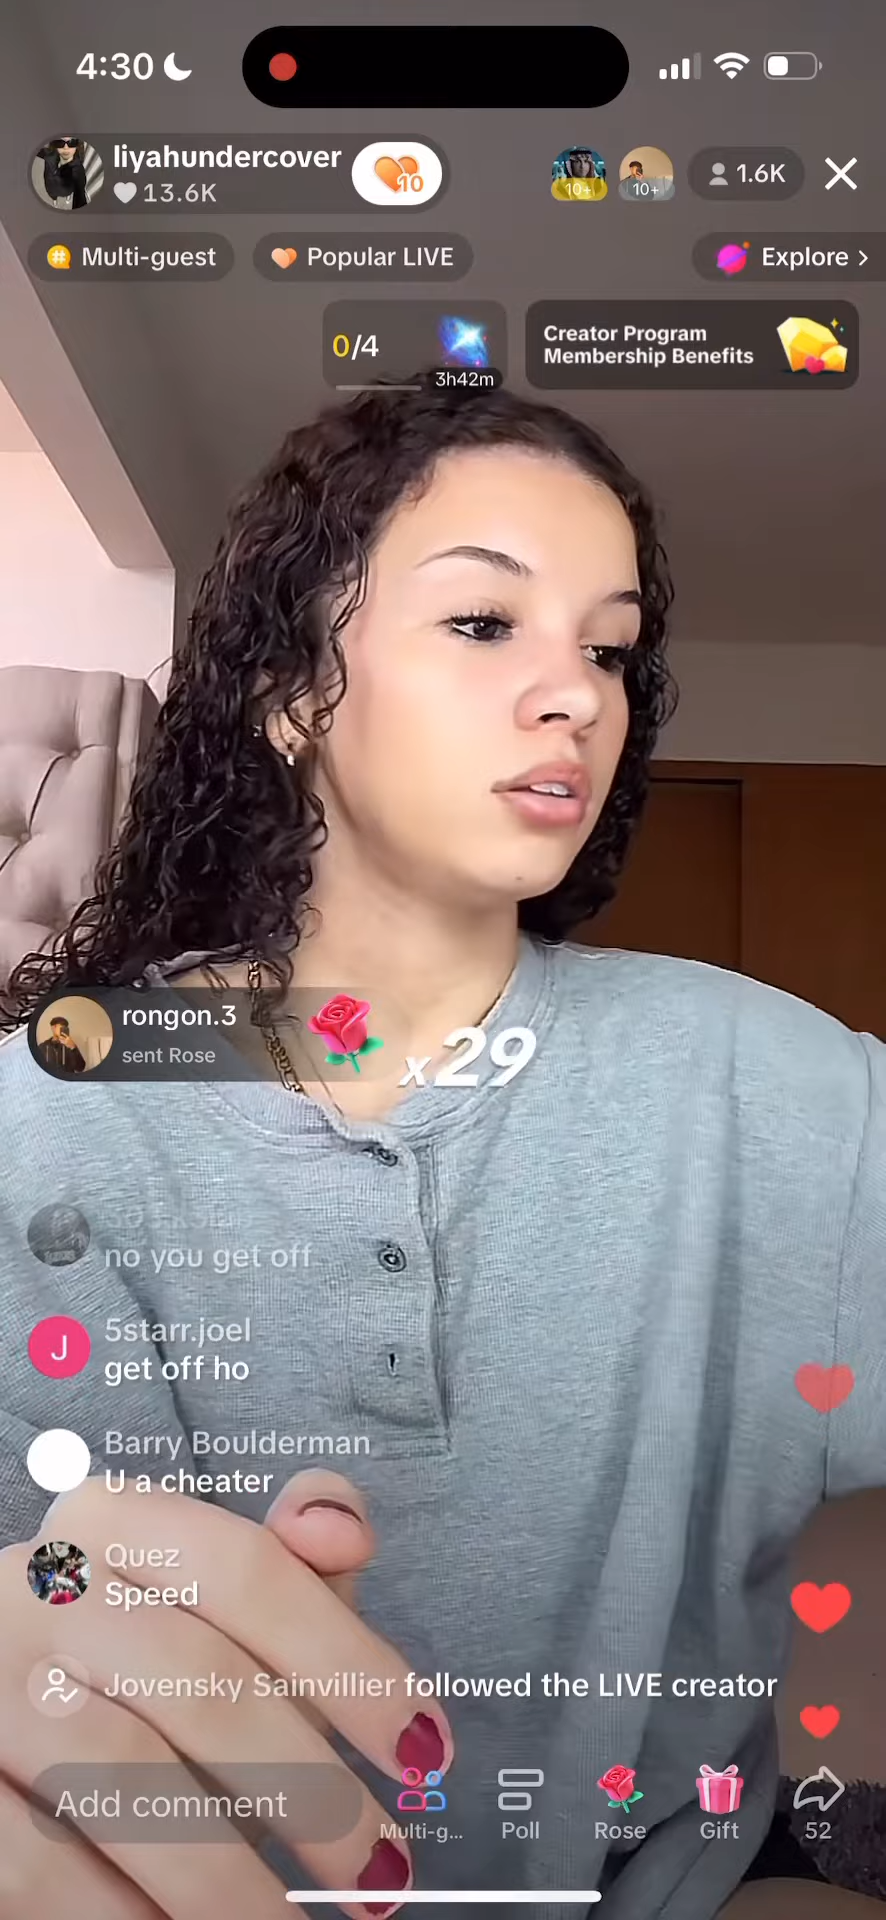 4:30
liyahundercover
13.6K
10
10+
10+
1.6K
Multi-guest
Popular LIVE
Explore
0/4
3h42m
Creator Program
Membership Benefits
rongon.3
sent Rose
x29
no you get off
J
5starr.joel
get off ho
Barry Boulderman
U a cheater
Quez
Speed
Jovensky Sainvillier followed the LIVE creator
Add comment
Multi-g...
Poll
Rose
Gift
52